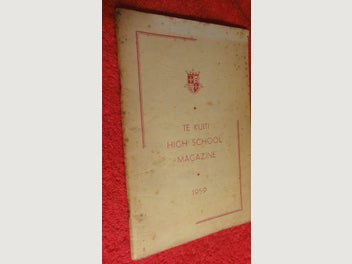 TE KUITI
HIGH SCHOOL
MAGAZINE
1959